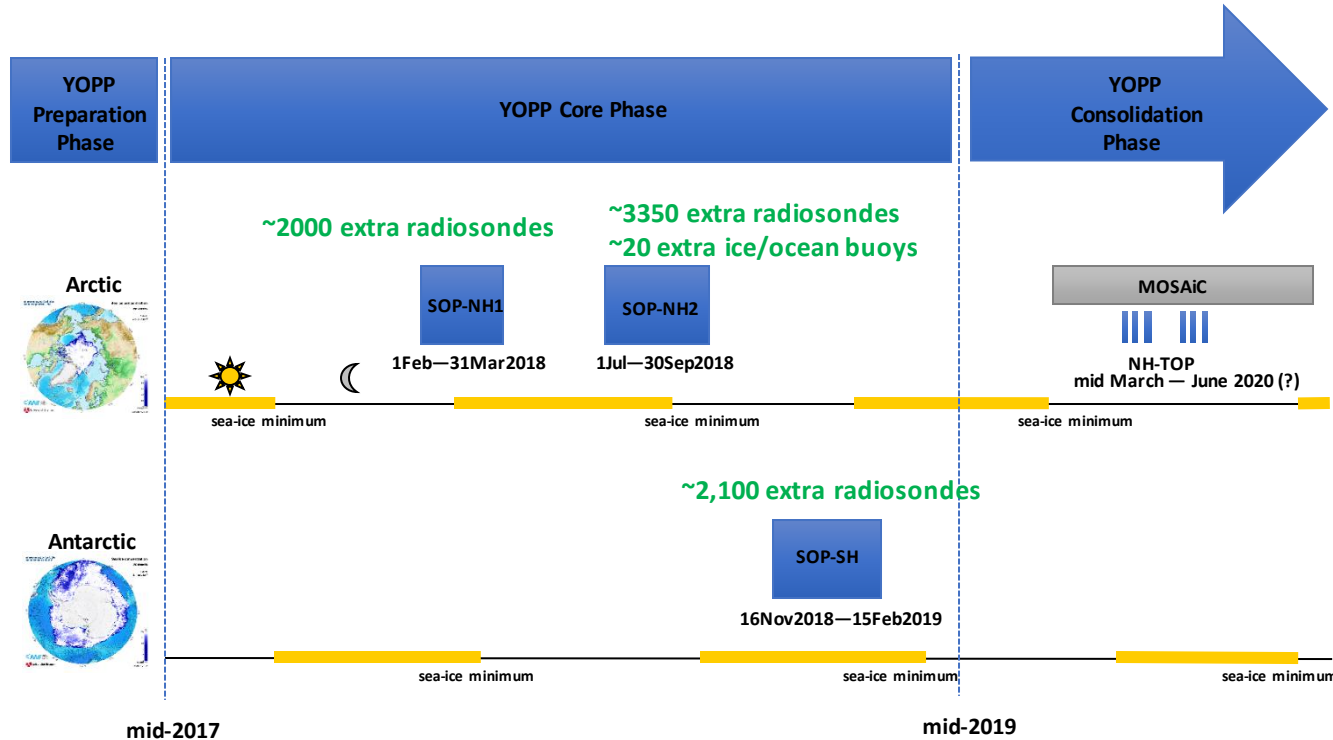 YOPP
Preparation
Phase
YOPP Core Phase
YOPP
Consolidation
Phase
~2000 extra radiosondes
~3350 extra radiosondes
~20 extra ice/ocean buoys
Arctic
SOP-NH1
SOP-NH2
MOSAiC
1Feb—31Mar2018
1Jul—30Sep2018
NH-TOP
mid March — June 2020 (?)
sea-ice minimum
sea-ice minimum
sea-ice minimum
~2,100 extra radiosondes
Antarctic
SOP-SH
16Nov2018—15Feb2019
sea-ice minimum
sea-ice minimum
sea-ice minimum
mid-2017
mid-2019